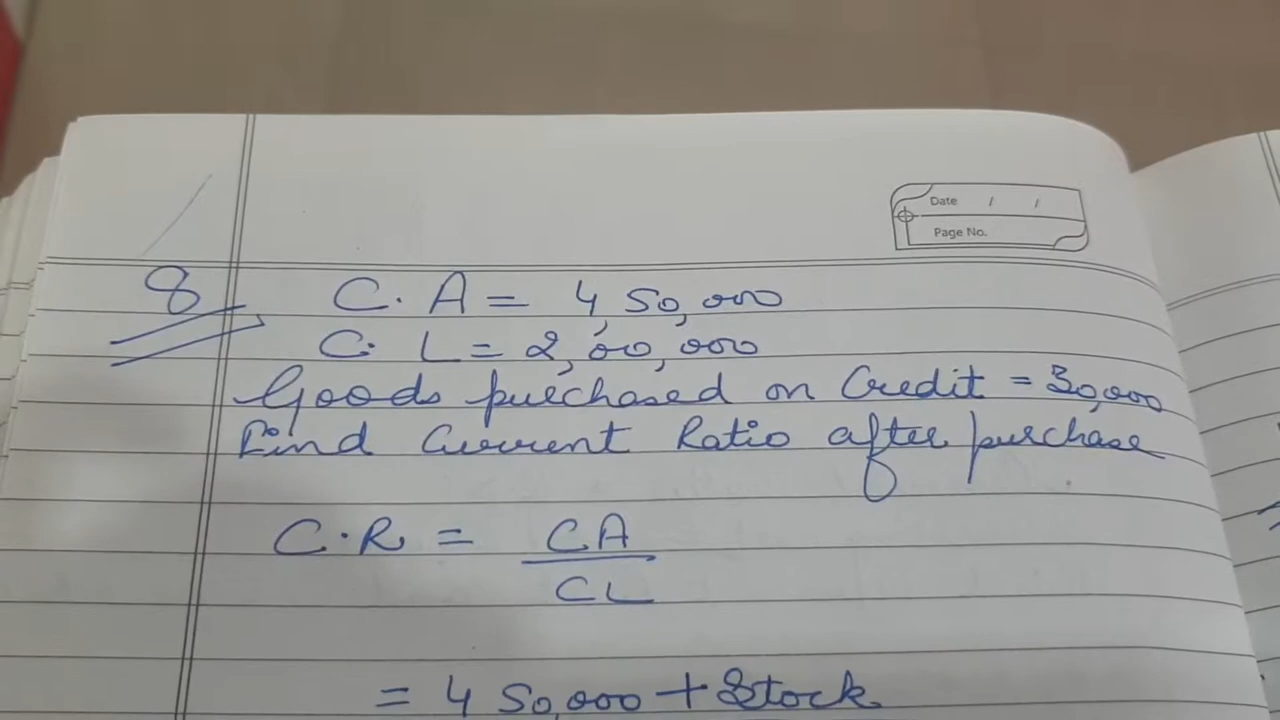 Date / /
Page No.
8 C. A = 4,50,000
C. L = 2,00,000
Goods purchased on Credit = 30,000
Find Current Ratio after purchase
C.R = CA
CL
= 4 50,000 + Stock